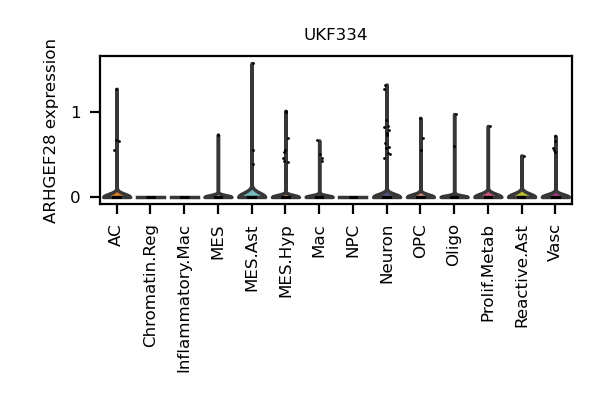 UKF334
ARHGEF28 expression
1
0
AC
Chromatin.Reg
Inflammatory.Mac
MES
MES.Ast
MES.Hyp
Mac
NPC
Neuron
OPC
Oligo
Prolif.Metab
Reactive.Ast
Vasc